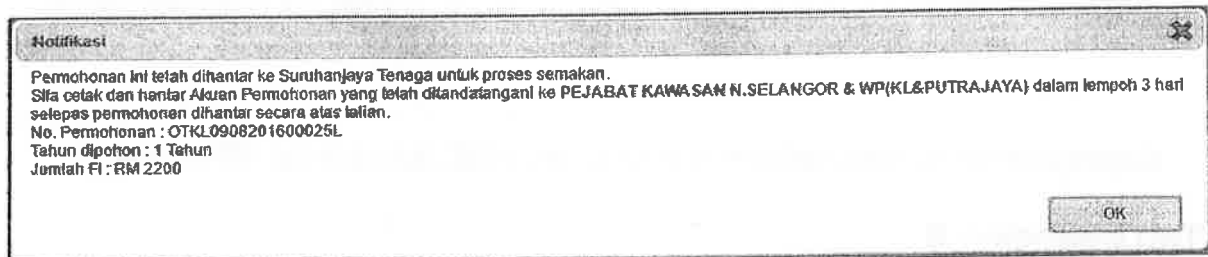 Notifikasi
Permohonan ini telah dihantar ke Suruhanjaya Tenaga untuk proses semakan.
Sila cetak dan hantar Akuan Permohonan yang telah ditandatangani ke PEJABAT KAWASAN N.SELANGOR & WP(KL&PUTRAJAYA) dalam tempoh 3 hari
selepas permohonan dihantar secara atas talian.
No. Permohonan : OTKL0908201600025L
Tahun dipohon : 1 Tahun
Jumlah Fi : RM 2200
OK